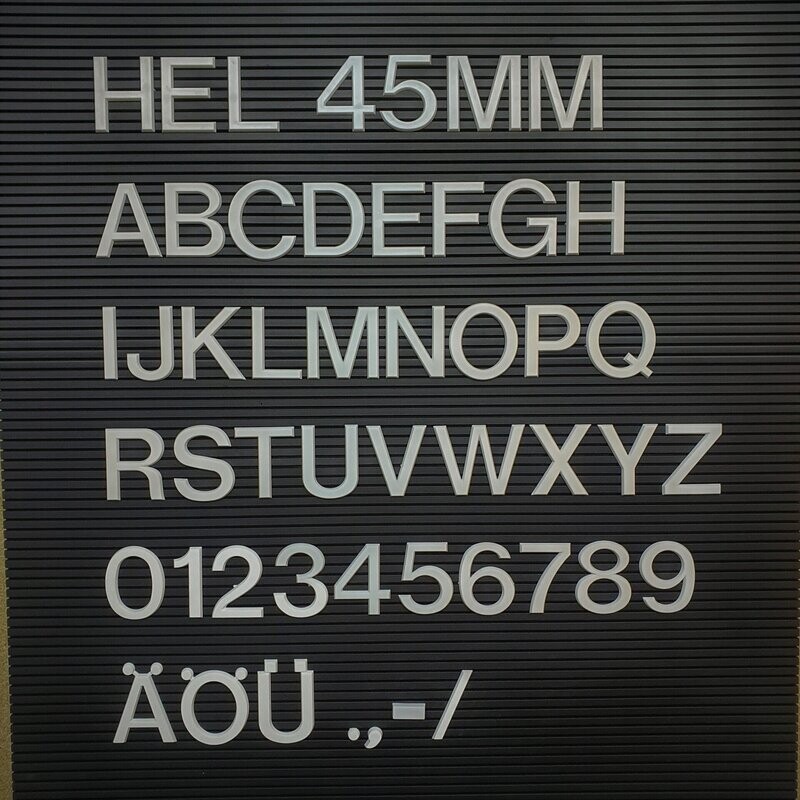 HEL 45MM
ABCDEFGH
IJKLMNOPQ
RSTUVWXYZ
0123456789
ÄÖÜ .,-/